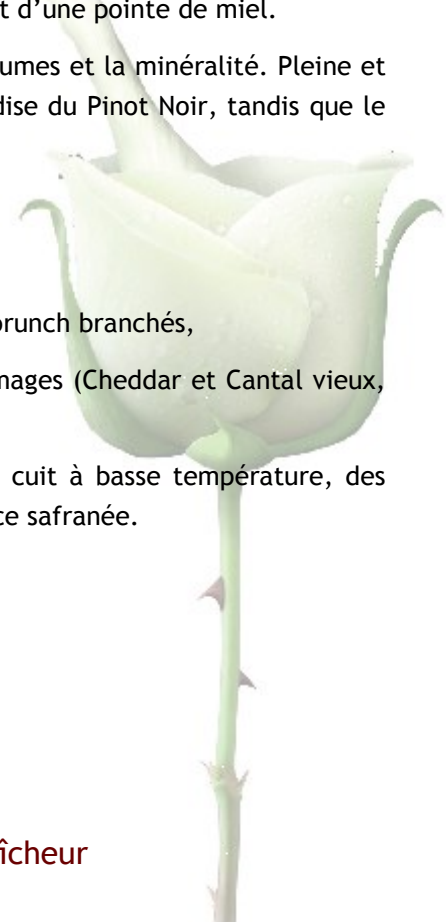 t d’une pointe de miel.
umes et la minéralité. Pleine et
dise du Pinot Noir, tandis que le
brunch branchés,
mages (Cheddar et Cantal vieux,
cuit à basse température, des
ce safranée.
îcheur